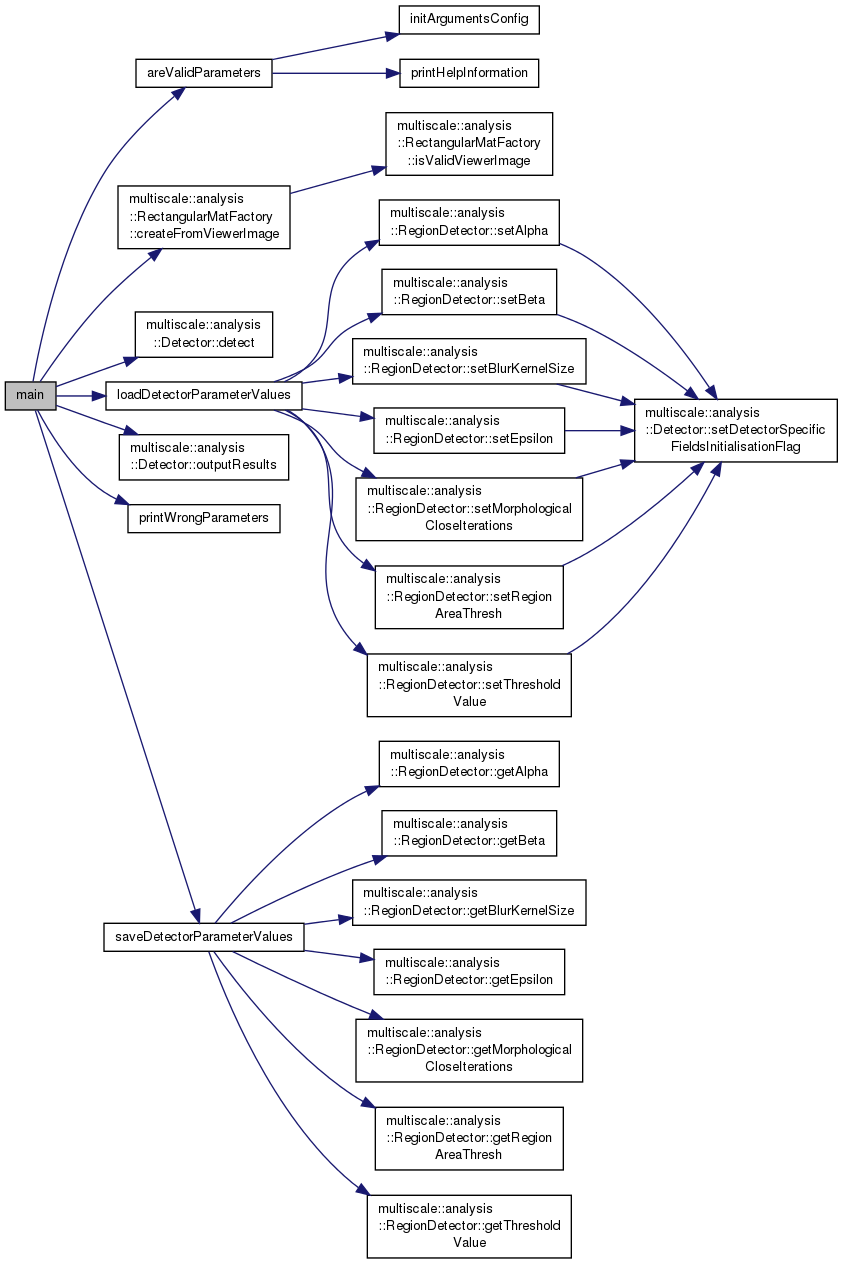 initArgumentsConfig
areValidParameters
printHelpInformation
multiscale::analysis
::RectangularMatFactory
::isValidViewerImage
multiscale::analysis
::RectangularMatFactory
::createFromViewerImage
multiscale::analysis
::RegionDetector::setAlpha
multiscale::analysis
::RegionDetector::setBeta
multiscale::analysis
::Detector::detect
multiscale::analysis
::RegionDetector::setBlurKernelSize
main
loadDetectorParameterValues
multiscale::analysis
::RegionDetector::setEpsilon
multiscale::analysis
::Detector::setDetectorSpecific
FieldsInitialisationFlag
multiscale::analysis
::Detector::outputResults
multiscale::analysis
::RegionDetector::setMorphological
CloseIterations
printWrongParameters
multiscale::analysis
::RegionDetector::setRegion
AreaThresh
multiscale::analysis
::RegionDetector::setThreshold
Value
multiscale::analysis
::RegionDetector::getAlpha
multiscale::analysis
::RegionDetector::getBeta
multiscale::analysis
::RegionDetector::getBlurKernelSize
saveDetectorParameterValues
multiscale::analysis
::RegionDetector::getEpsilon
multiscale::analysis
::RegionDetector::getMorphological
CloseIterations
multiscale::analysis
::RegionDetector::getRegion
AreaThresh
multiscale::analysis
::RegionDetector::getThreshold
Value